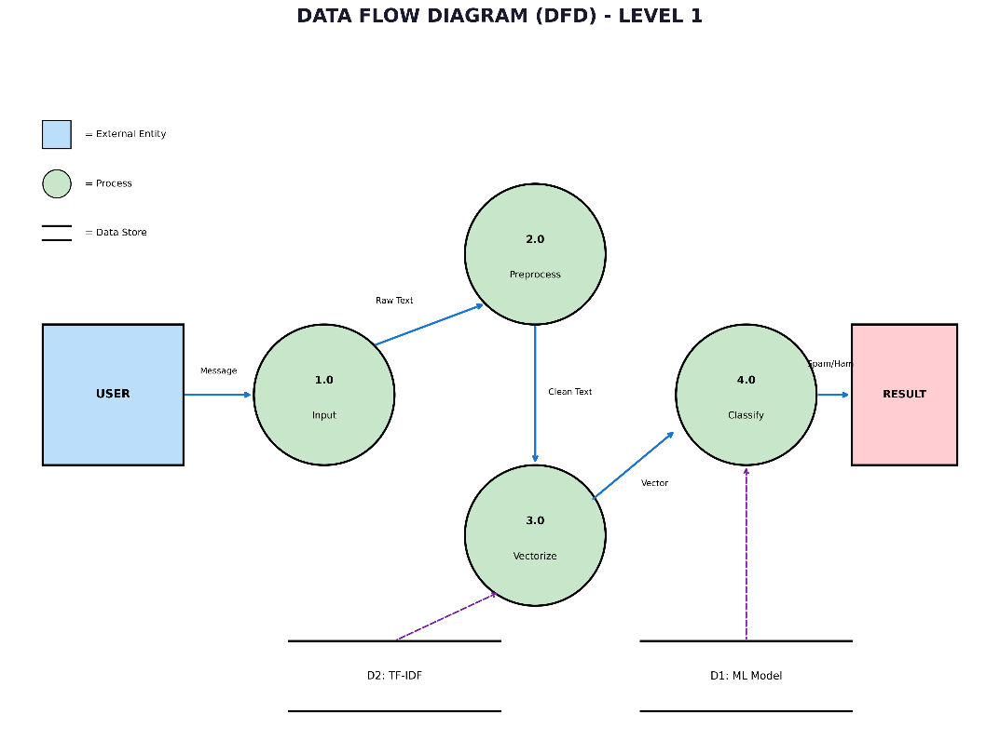 DATA FLOW DIAGRAM (DFD) - LEVEL 1
= External Entity
= Process
= Data Store
2.0
Preprocess
Raw Text
USER
Message
1.0
Input
Clean Text
4.0
Classify
Spam/Ham
RESULT
Vector
3.0
Vectorize
D2: TF-IDF
D1: ML Model